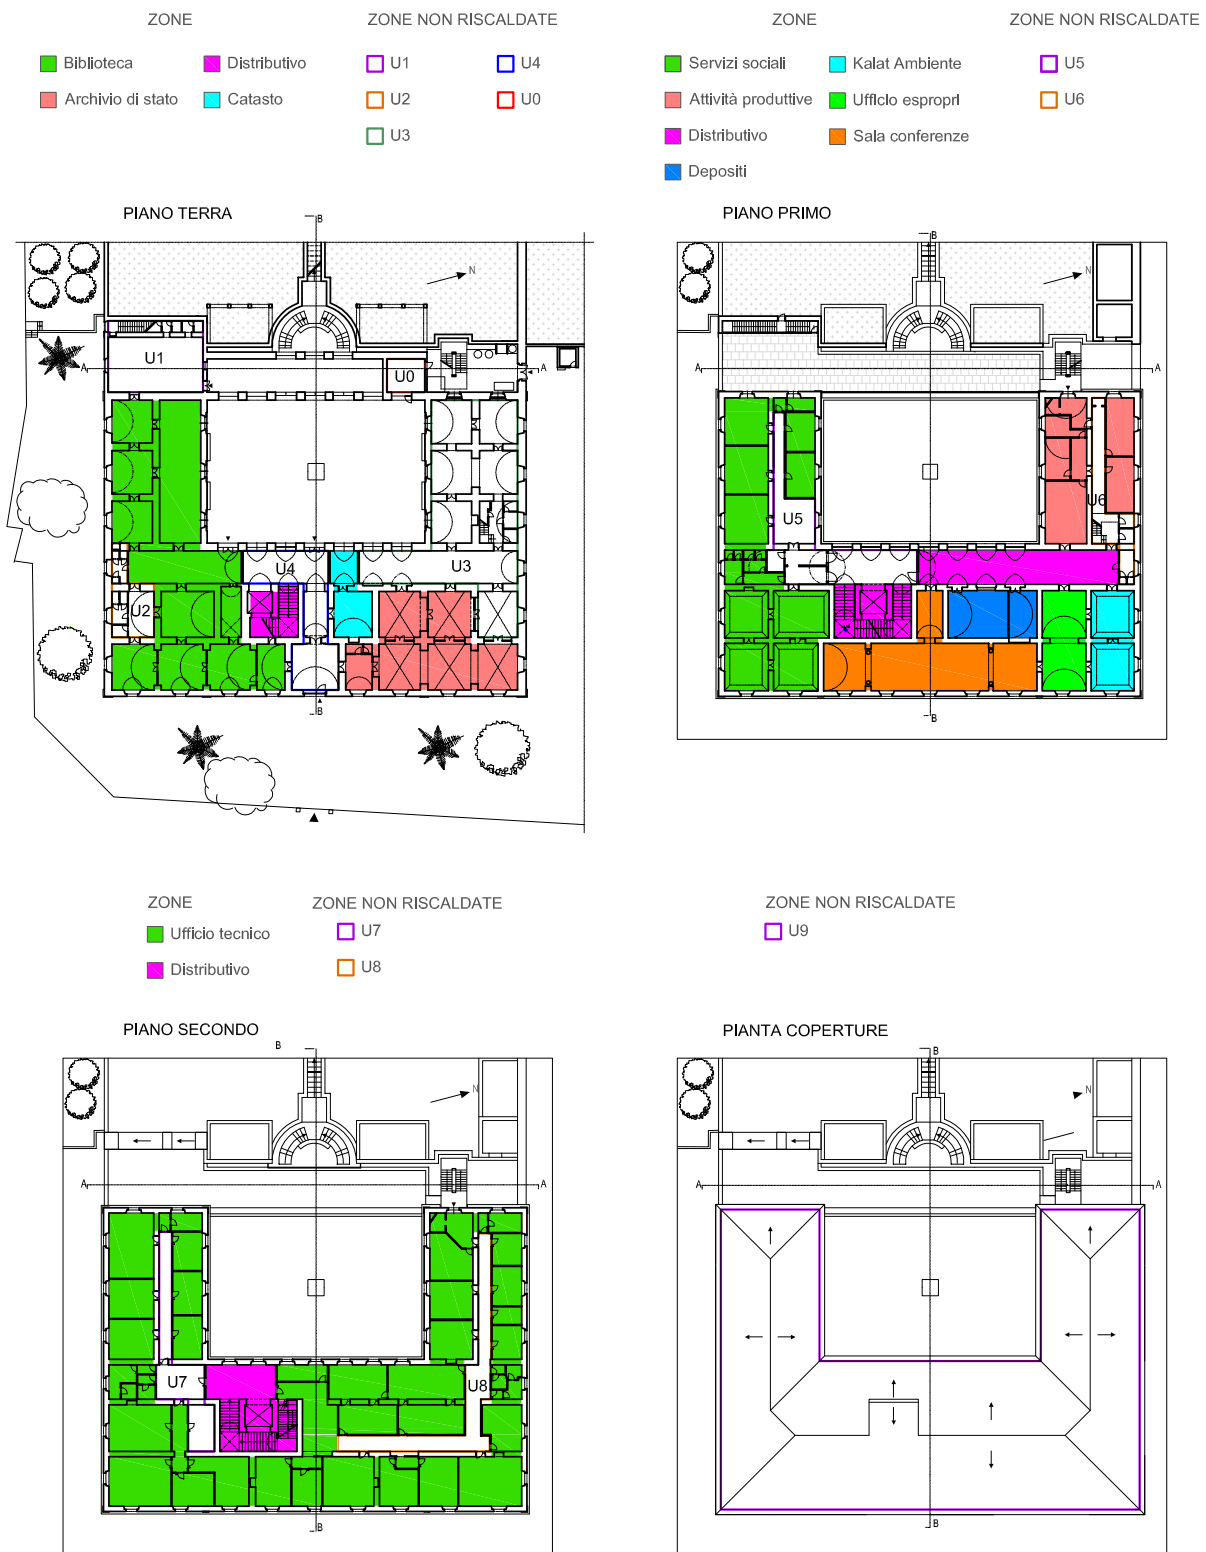 ZONE ZONE NON RISCALDATE
Biblioteca Distributivo U1 U4
Archivio di stato Catasto U2 U0
U3
ZONE ZONE NON RISCALDATE
Servizi sociali Kalat Ambiente U5
Attività produttive Ufficio espropri U6
Distributivo Sala conferenze
Depositi
PIANO TERRA
B
N
U1
A
A
U0
U4
U3
U2
B
PIANO PRIMO
B
N
A
A
U6
U5
B
ZONE ZONE NON RISCALDATE
Ufficio tecnico U7
Distributivo U8
ZONE NON RISCALDATE
U9
PIANO SECONDO
B
N
A
A
U7
U8
B
PIANTA COPERTURE
B
N
A
A
B